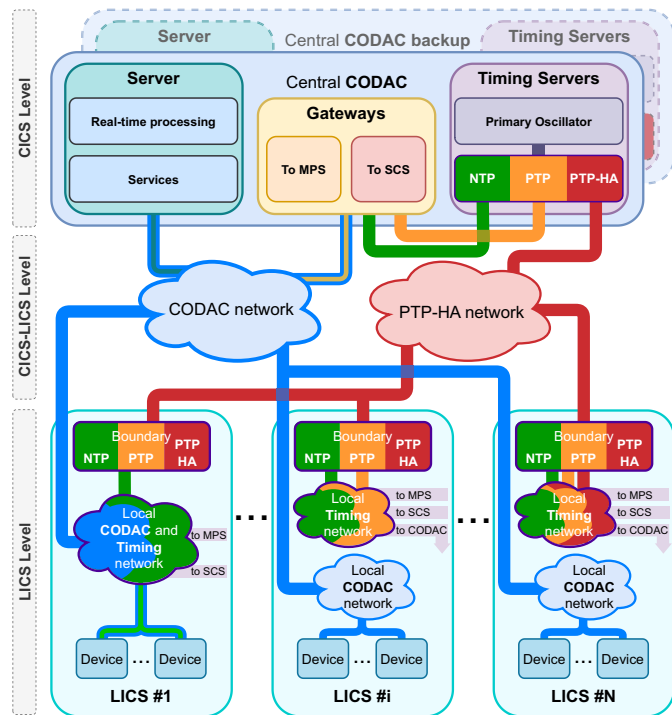 Server
Central CODAC backup
Timing Servers
CICS Level
Server
Central CODAC
Timing Servers
Real-time processing
Services
Gateways
To MPS
To SCS
Primary Oscillator
NTP
PTP
PTP-HA
CICS-LICS Level
CODAC network
PTP-HA network
LICS Level
Boundary
NTP
PTP
PTP
HA
Local
CODAC and
Timing
network
to MPS
to SCS
Device
...
Device
LICS #1
...
Boundary
NTP
PTP
PTP
HA
Local
Timing
network
to MPS
to SCS
to CODAC
Local
CODAC
network
Device
...
Device
LICS #i
...
Boundary
NTP
PTP
PTP
HA
Local
Timing
network
to MPS
to SCS
to CODAC
Local
CODAC
network
Device
...
Device
LICS #N